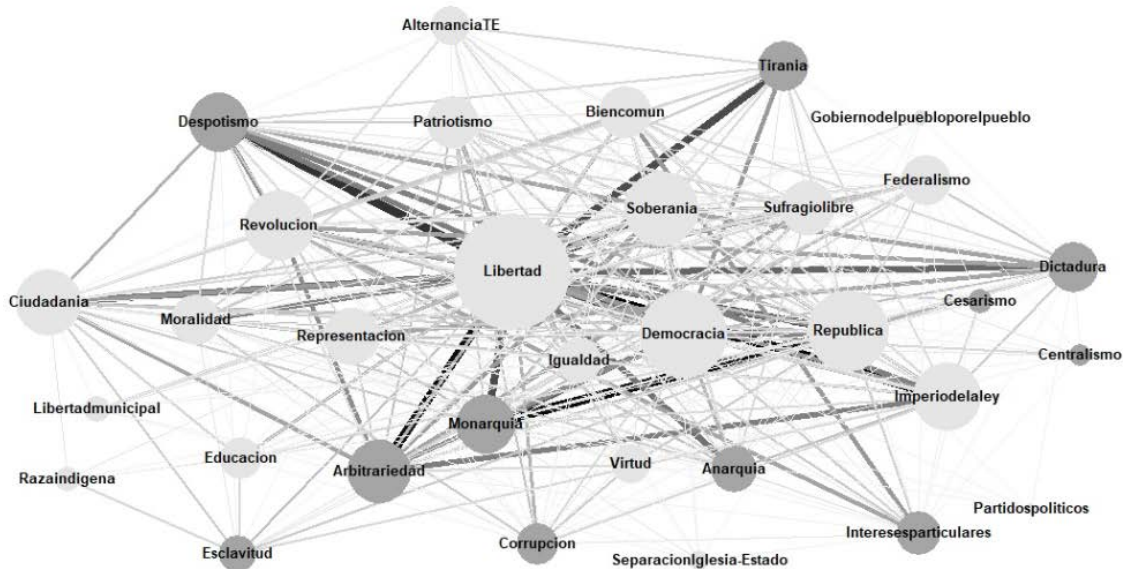 AlternanciaTE
Tirania
Despotismo
Patriotismo
Biencomun
Gobiernodelpuebloporelpueblo
Federalismo
Revolucion
Soberania
Sufragiolibre
Libertad
Dictadura
Ciudadania
Cesarismo
Moralidad
Representacion
Democracia
Republica
Igualdad
Centralismo
Imperiodelaley
Libertadmunicipal
Monarquia
Educacion
Arbitrariedad
Virtud
Anarquia
Razaindigena
Partidospoliticos
Interesesparticulares
Corrupcion
Esclavitud
SeparacionIglesia-Estado